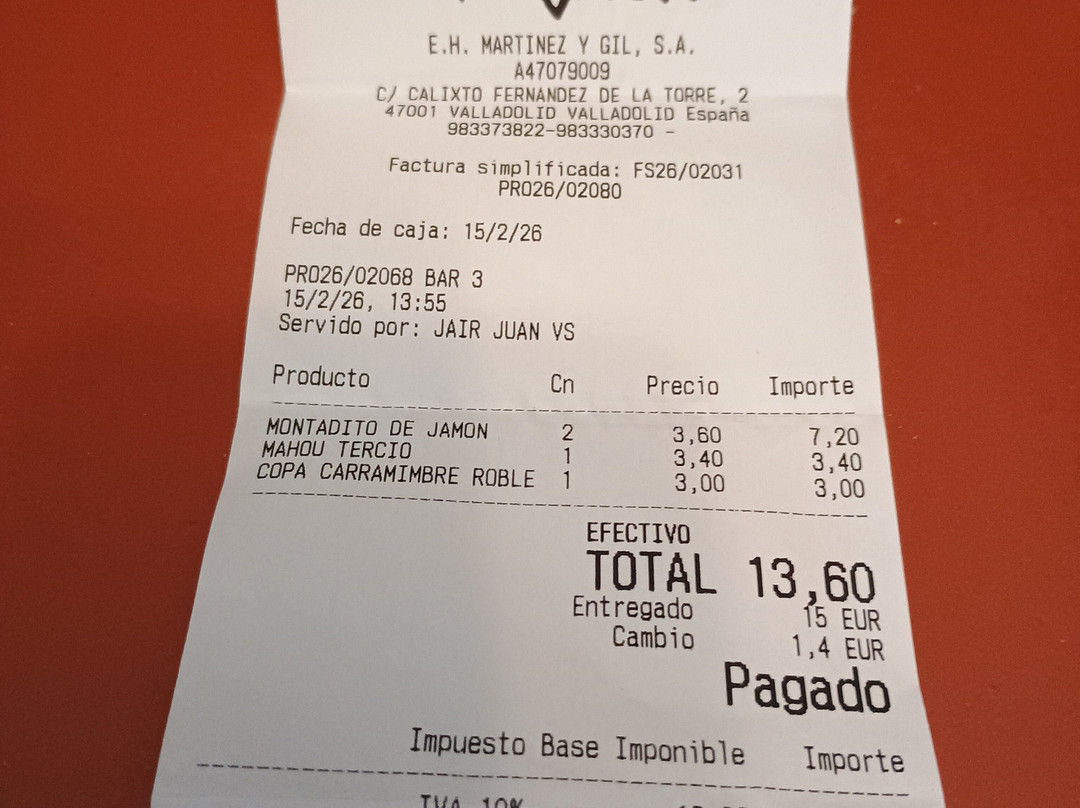 E.H. MARTINEZ Y GIL, S.A.
A47079009
C/ CALIXTO FERNANDEZ DE LA TORRE, 2
47001 VALLADOLID VALLADOLID España
983373822-983330370 -
Factura simplificada: FS26/02031
PRO26/02080
Fecha de caja: 15/2/26
PRO26/02068 BAR 3
15/2/26, 13:55
Servido por: JAIR JUAN VS
Producto Cn Precio Importe
MONTADITO DE JAMON 2 3,60 7,20
MAHOU TERCIO 1 3,40 3,40
COPA CARRAMIMBRE ROBLE 1 3,00 3,00
EFECTIVO
TOTAL 13,60
Entregado 15 EUR
Cambio 1,4 EUR
Pagado
Impuesto Base Imponible Importe
IVA 10%